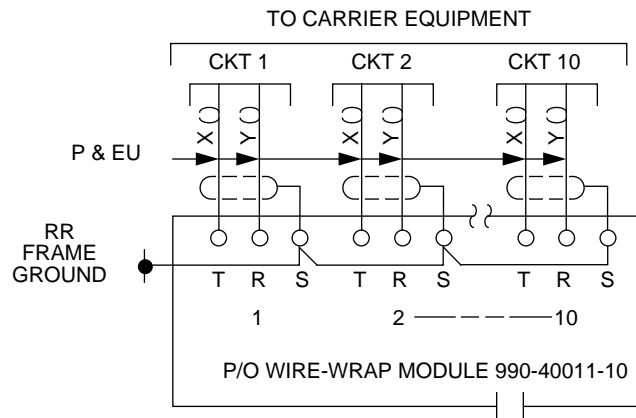 TO CARRIER EQUIPMENT
CKT 1 CKT 2 CKT 10
X Y X Y X Y
P & EU
RR
FRAME
GROUND
T R S T R S T R S
1 2 10
P/O WIRE-WRAP MODULE 990-40011-10